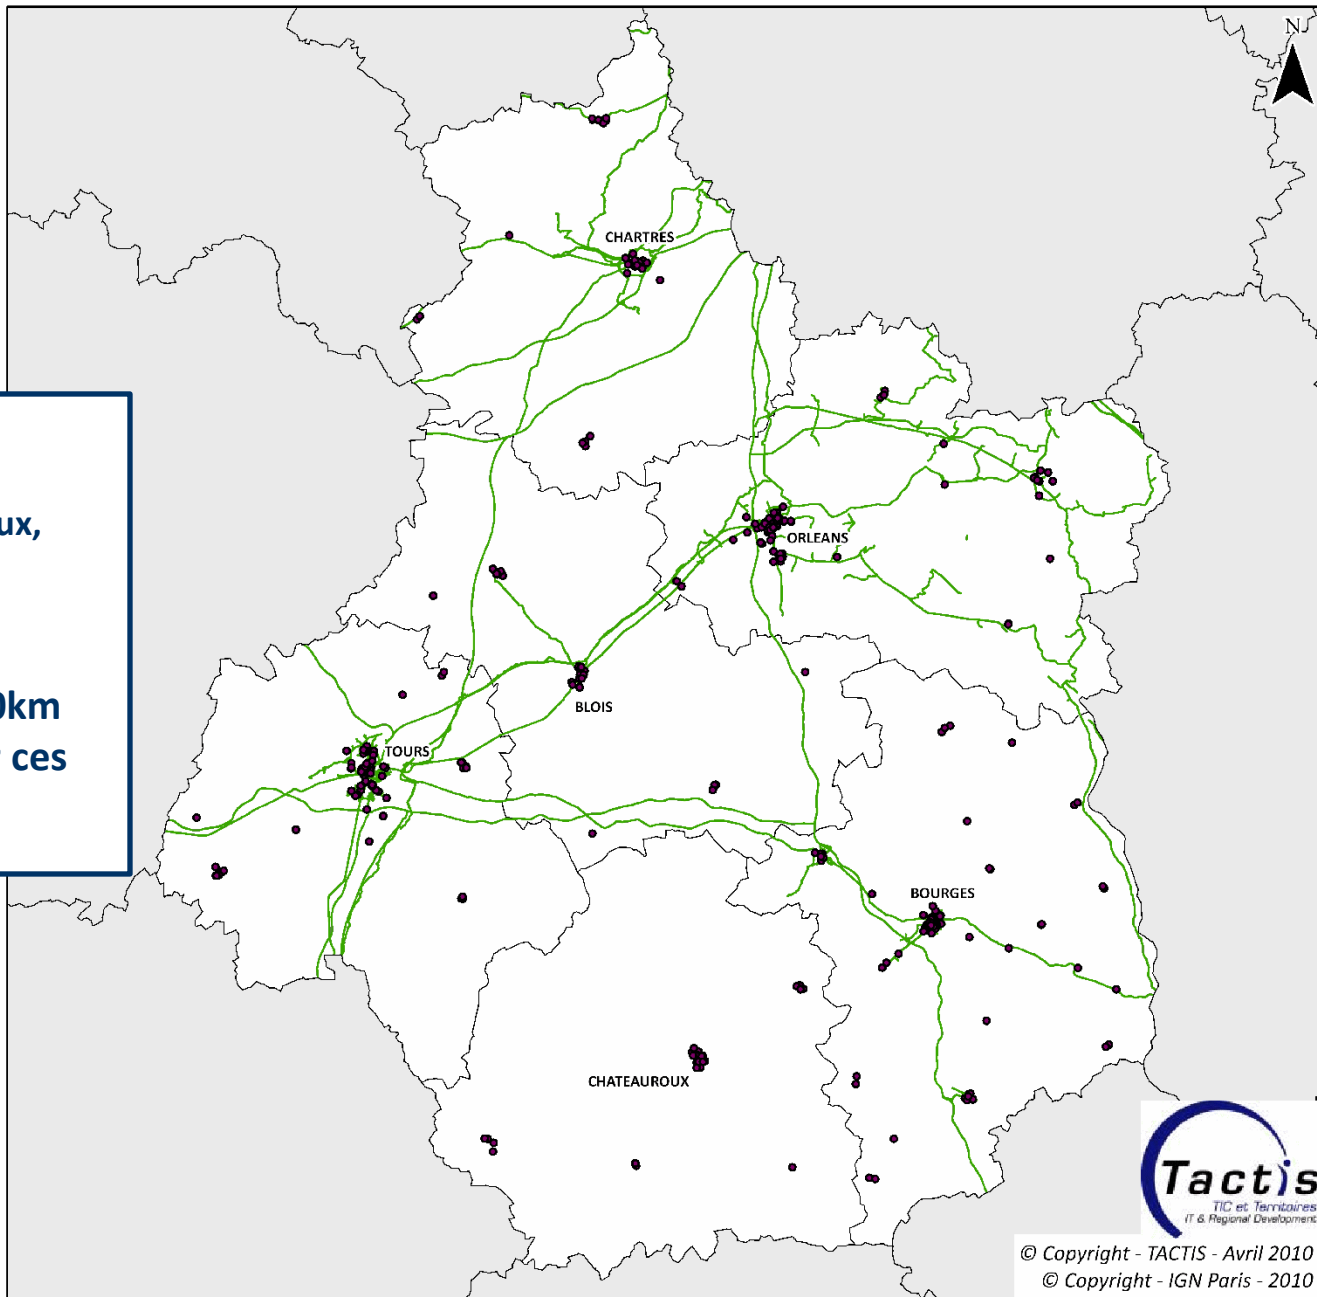 N
CHARTRES
ux,
ORLEANS
0km
ces
BLOIS
TOURS
BOURGES
CHATEAUROUX
Tactis
TIC et Territoires
IT & Regional Development
© Copyright - TACTIS - Avril 2010
© Copyright - IGN Paris - 2010